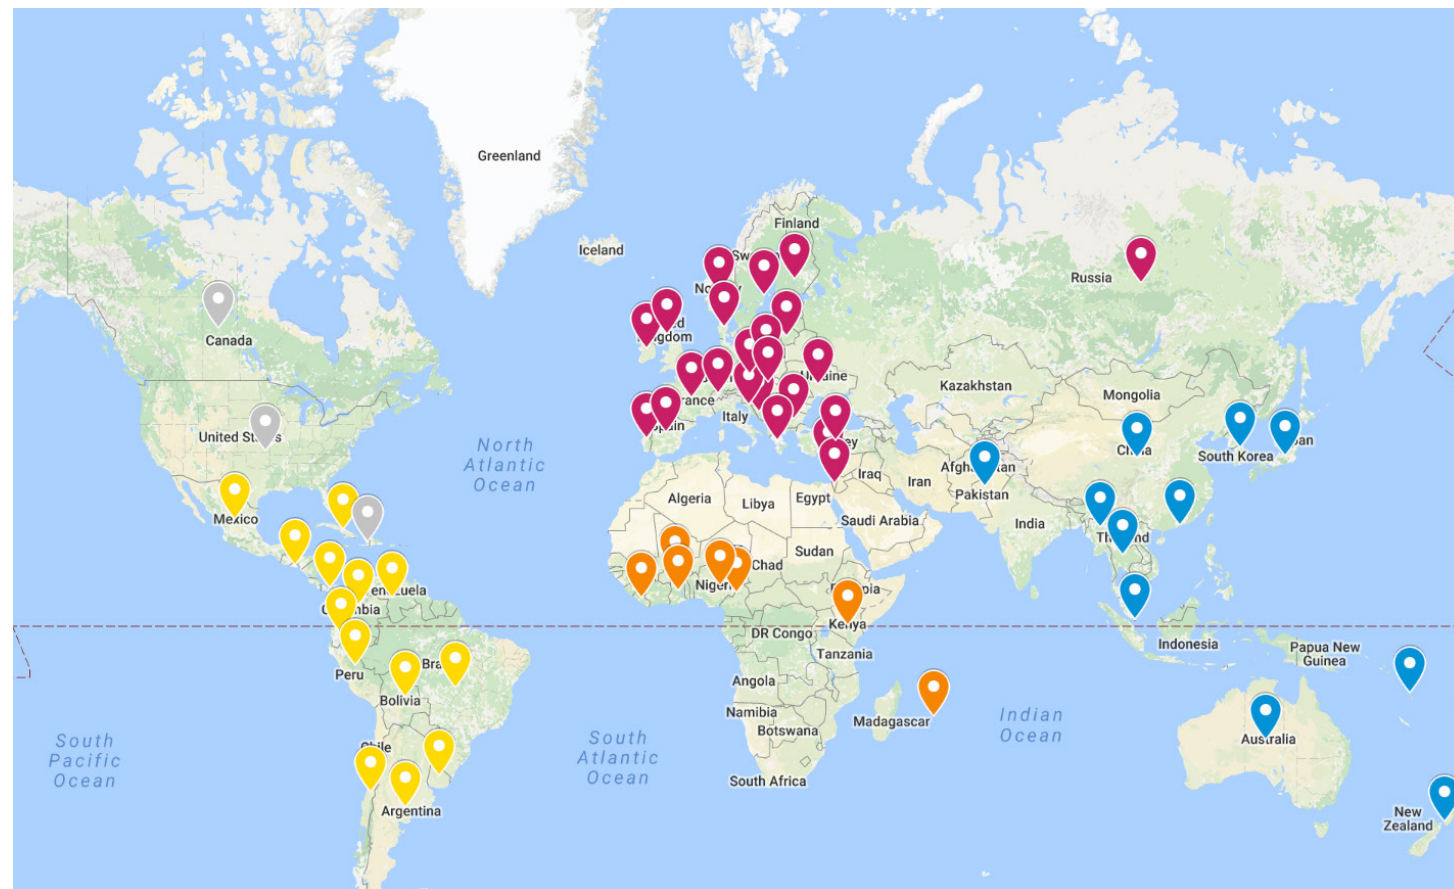 Greenland
Finland
Iceland
Russia
Canada
Kazakhstan
Mongolia
Italy
North
Atlantic
Ocean
South Korea
Iraq
Iran
Pakistan
Algeria
Libya
Egypt
Mexico
Saudi Arabia
India
Sudan
Chad
Kenya
DR Congo
Indonesia
Papua New
Guinea
Tanzania
Peru
Angola
Bolivia
Namibia
Madagascar
Indian
Ocean
Botswana
South
Pacific
Ocean
South
Atlantic
Ocean
Australia
South Africa
Argentina
New
Zealand